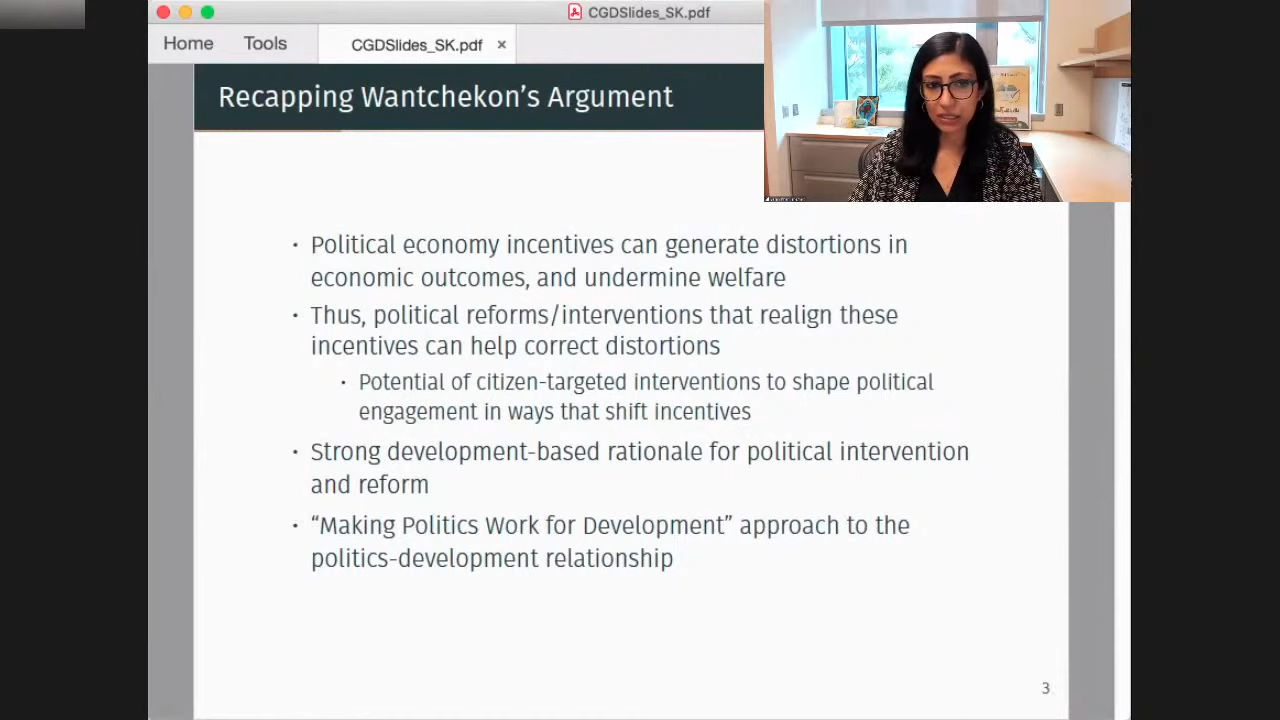 CGDSlides_SK.pdf
Home Tools CGDSlides_SK.pdf ×
Recapping Wantchekon’s Argument
· Political economy incentives can generate distortions in
economic outcomes, and undermine welfare
· Thus, political reforms/interventions that realign these
incentives can help correct distortions
· Potential of citizen-targeted interventions to shape political
engagement in ways that shift incentives
· Strong development-based rationale for political intervention
and reform
· “Making Politics Work for Development” approach to the
politics-development relationship
3